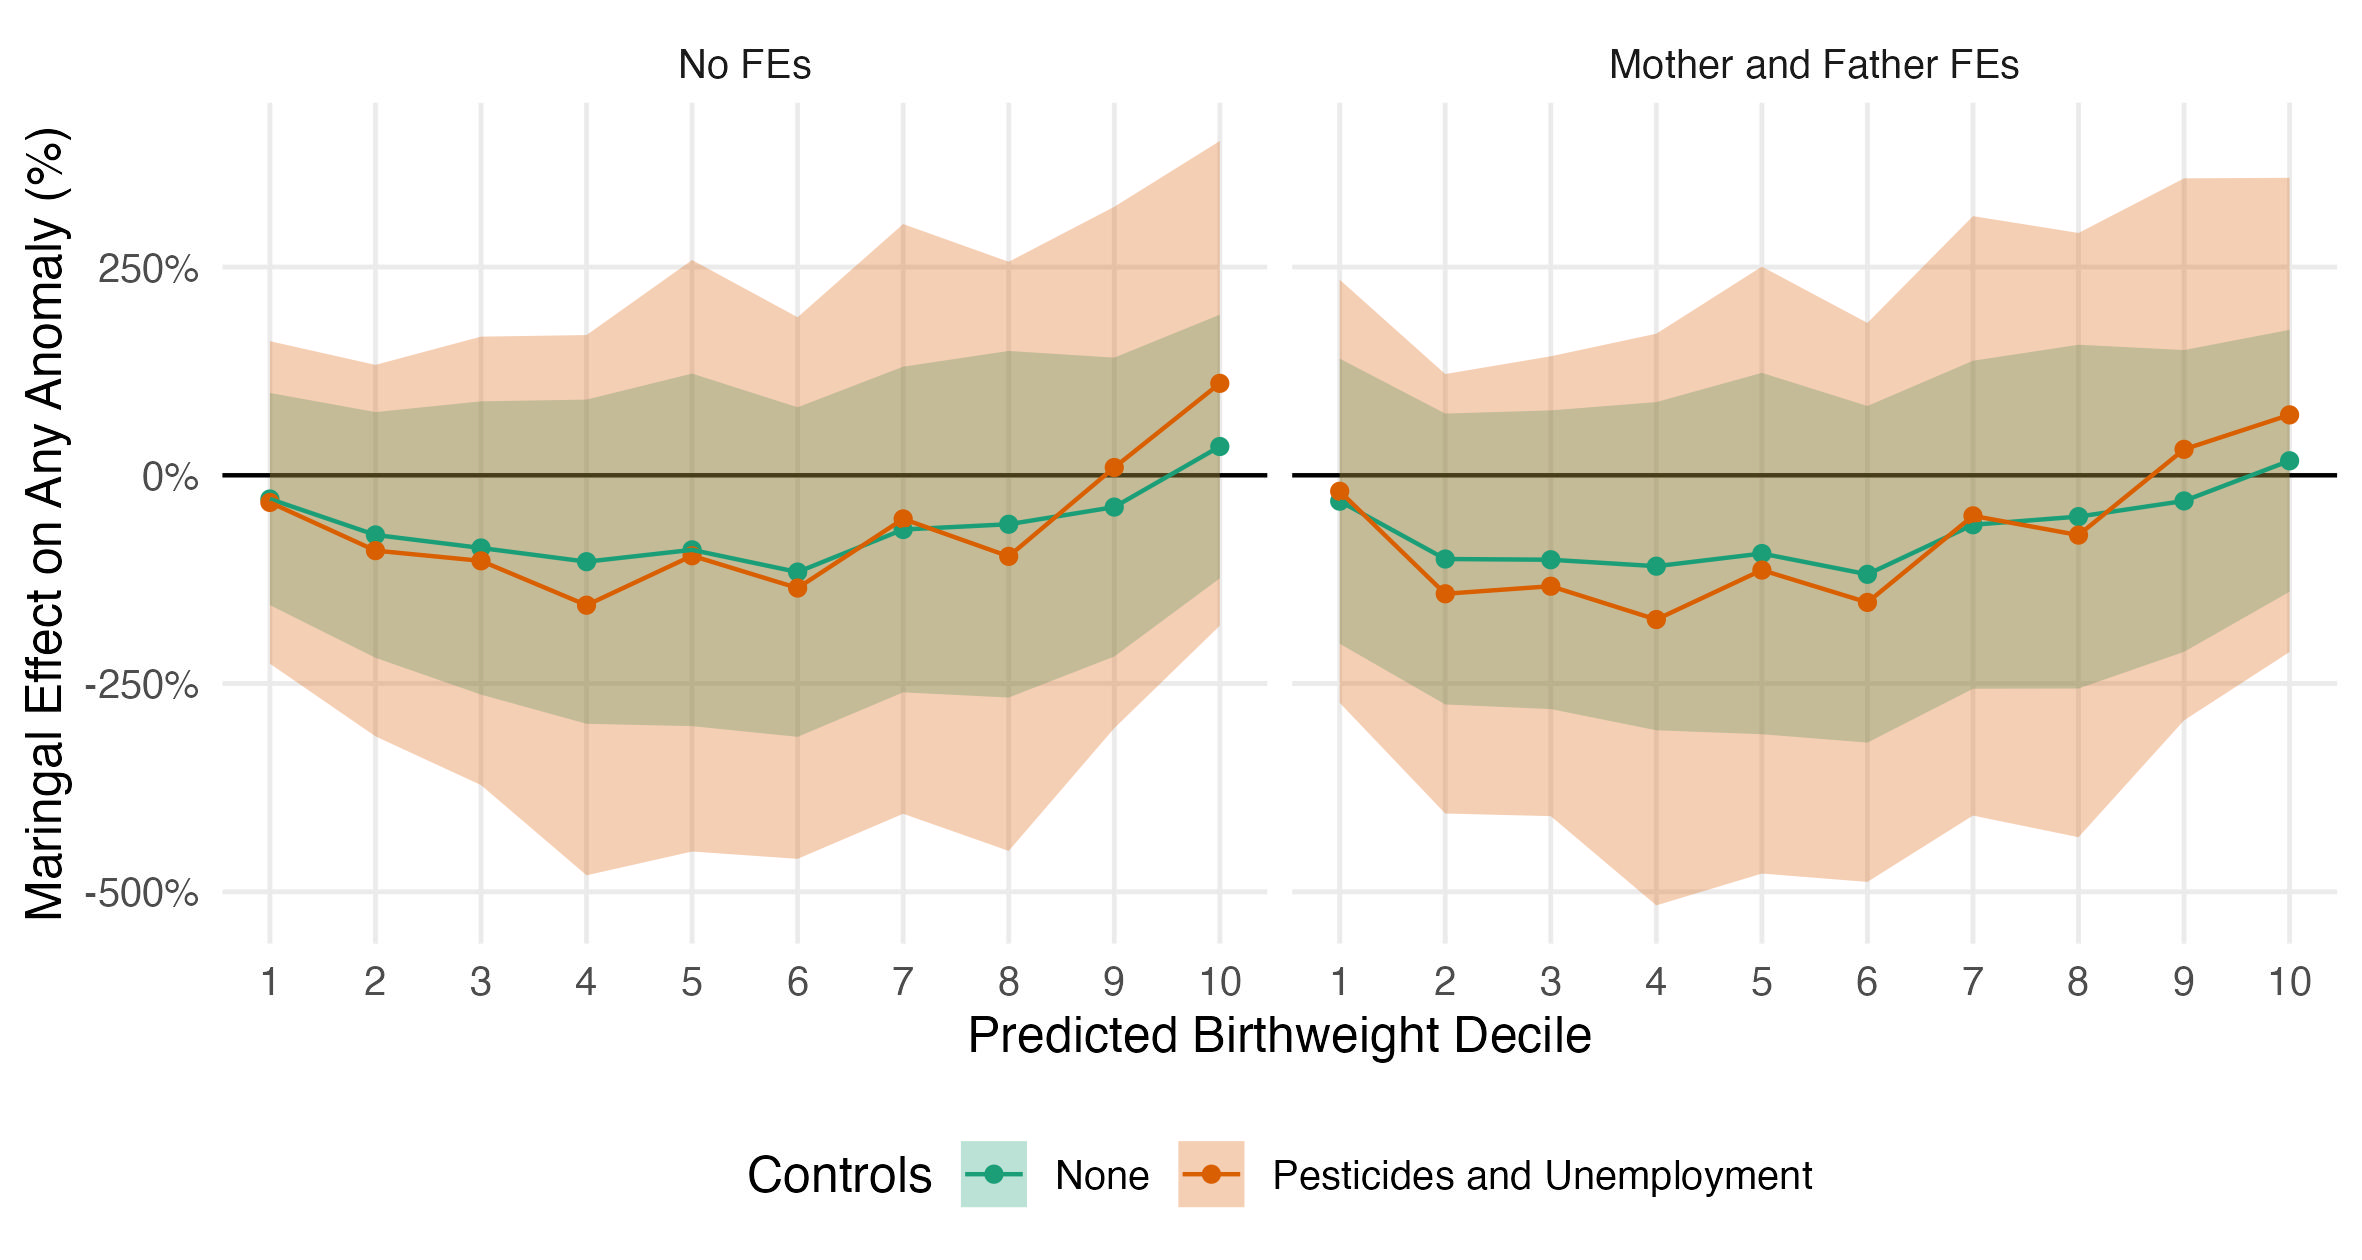 No FEs
Mother and Father FEs
Maringal Effect on Any Anomaly (%)
250%
0%
-250%
-500%
1 2 3 4 5 6 7 8 9 10
1 2 3 4 5 6 7 8 9 10
Predicted Birthweight Decile
Controls None Pesticides and Unemployment